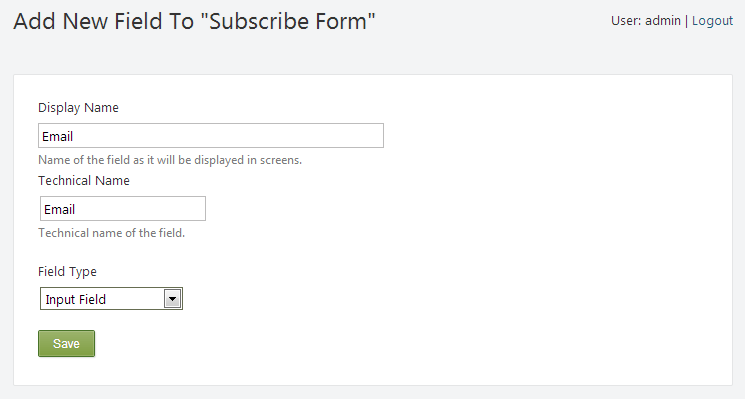 Add New Field To "Subscribe Form"
User: admin | Logout
Display Name
Email
Name of the field as it will be displayed in screens.
Technical Name
Email
Technical name of the field.
Field Type
Input Field
Save